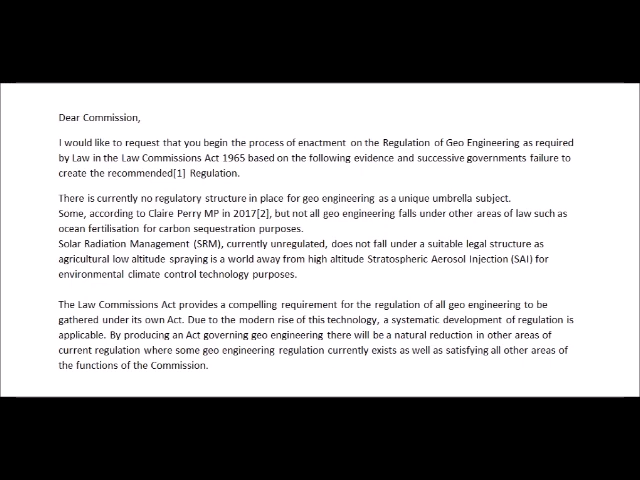 Dear Commission,
I would like to request that you begin the process of enactment on the Regulation of Geo Engineering as required
by Law in the Law Commissions Act 1965 based on the following evidence and successive governments failure to
create the recommended[1] Regulation.
There is currently no regulatory structure in place for geo engineering as a unique umbrella subject.
Some, according to Claire Perry MP in 2017[2], but not all geo engineering falls under other areas of law such as
ocean fertilisation for carbon sequestration purposes.
Solar Radiation Management (SRM), currently unregulated, does not fall under a suitable legal structure as
agricultural low altitude spraying is a world away from high altitude Stratospheric Aerosol Injection (SAI) for
environmental climate control technology purposes.
The Law Commissions Act provides a compelling requirement for the regulation of all geo engineering to be
gathered under its own Act. Due to the modern rise of this technology, a systematic development of regulation is
applicable. By producing an Act governing geo engineering there will be a natural reduction in other areas of
current regulation where some geo engineering regulation currently exists as well as satisfying all other areas of
the functions of the Commission.